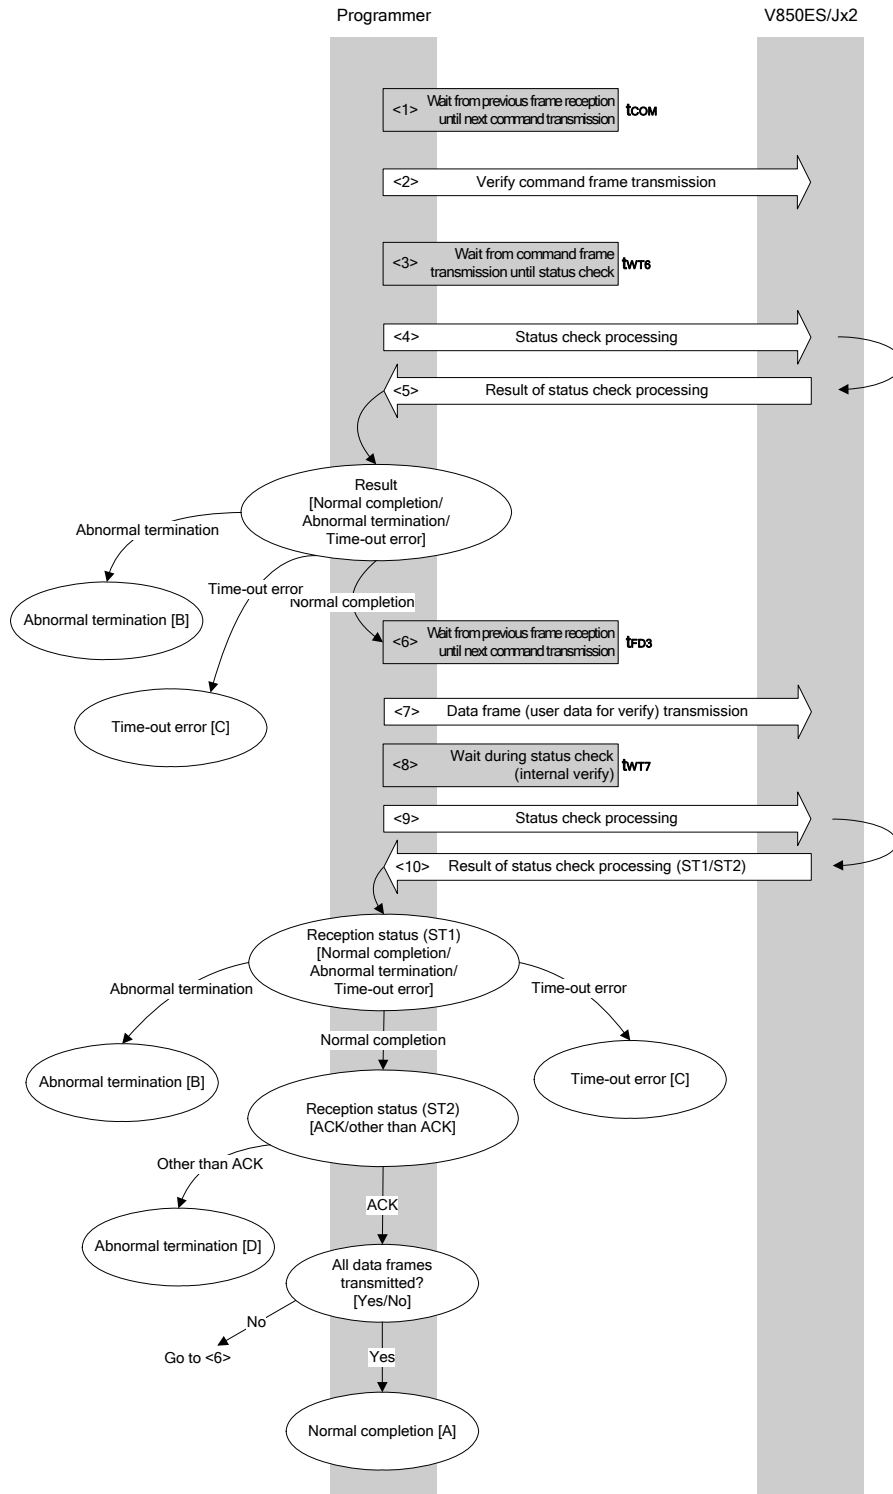 Programmer
V850ES/Jx2
<1> Wait from previous frame reception
until next command transmission
tCOM
<2> Verify command frame transmission
<3> Wait from command frame
transmission until status check
tWT6
<4> Status check processing
<5> Result of status check processing
Result
[Normal completion/
Abnormal termination/
Time-out error]
Abnormal termination
Time-out error
Normal completion
Abnormal termination [B]
<6> Wait from previous frame reception
until next command transmission
tFD3
Time-out error [C]
<7> Data frame (user data for verify) transmission
<8> Wait during status check
(internal verify)
tWT7
<9> Status check processing
<10> Result of status check processing (ST1/ST2)
Reception status (ST1)
[Normal completion/
Abnormal termination/
Time-out error]
Abnormal termination
Time-out error
Normal completion
Abnormal termination [B]
Time-out error [C]
Reception status (ST2)
[ACK/other than ACK]
Other than ACK
ACK
Abnormal termination [D]
All data frames
transmitted?
[Yes/No]
No
Go to <6>
Yes
Normal completion [A]